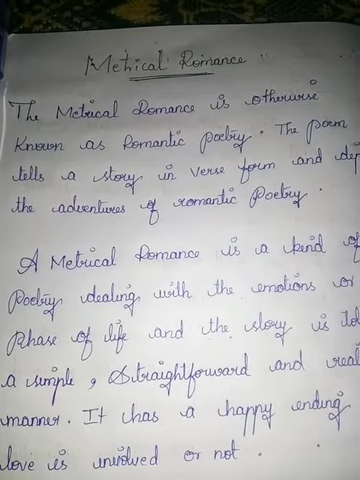 Metrical Romance
The Metrical Romance is otherwise
Known as Romantic Poetry. The poem
tells a story in verse form and dep
the adventures of romantic Poetry.
A Metrical Romance is a kind of
Poetry dealing with the emotions or
Phase of life and the story is told
a simple, Straightforward and real
manner. It has a happy ending
love is involved or not.